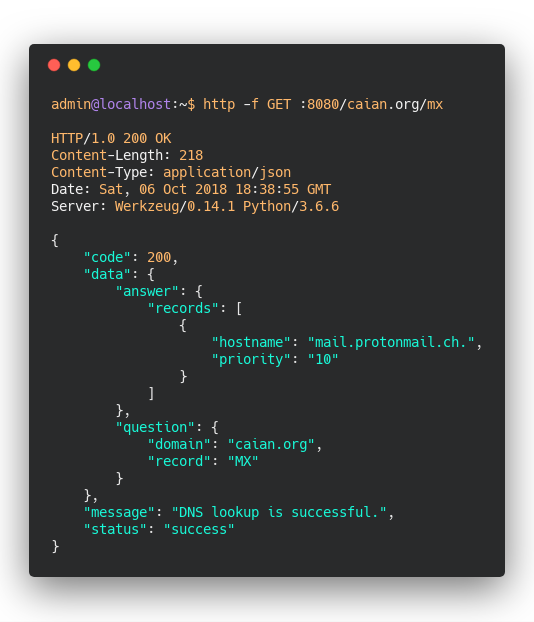 admin@localhost:~$ http -f GET :8080/caian.org/mx

HTTP/1.0 200 OK
Content-Length: 218
Content-Type: application/json
Date: Sat, 06 Oct 2018 18:38:55 GMT
Server: Werkzeug/0.14.1 Python/3.6.6

{
    "code": 200,
    "data": {
        "answer": {
            "records": [
                {
                    "hostname": "mail.protonmail.ch.",
                    "priority": "10"
                }
            ]
        },
        "question": {
            "domain": "caian.org",
            "record": "MX"
        }
    },
    "message": "DNS lookup is successful.",
    "status": "success"
}